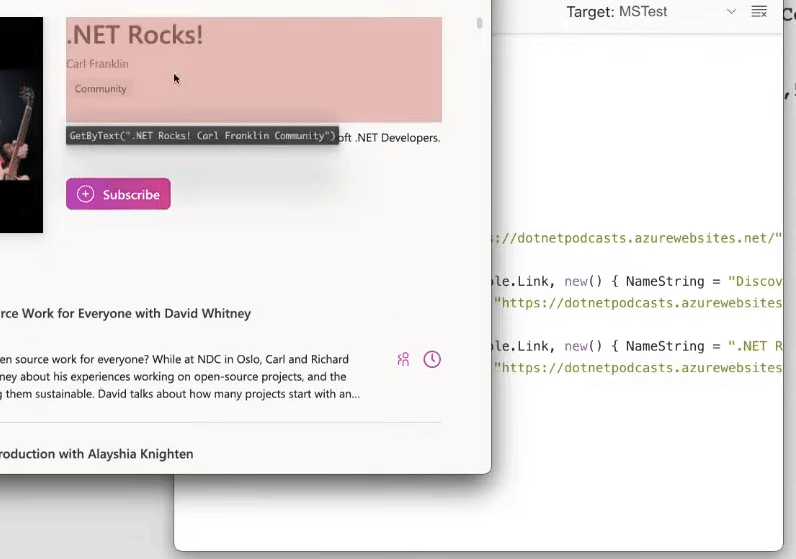 .NET Rocks!
Carl Franklin
Community
GetByText(".NET Rocks! Carl Franklin Community")
oft .NET Developers.
Subscribe
rce Work for Everyone with David Whitney
en source work for everyone? While at NDC in Oslo, Carl and Richard
ney about his experiences working on open-source projects, and the
g them sustainable. David talks about how many projects start with an...
roduction with Alayshia Knighten
Target: MSTest
s://dotnetpodcasts.azurewebsites.net/"
ole.Link, new() { NameString = "Discov
"https://dotnetpodcasts.azurewebsites
ole.Link, new() { NameString = ".NET R
"https://dotnetpodcasts.azurewebsites